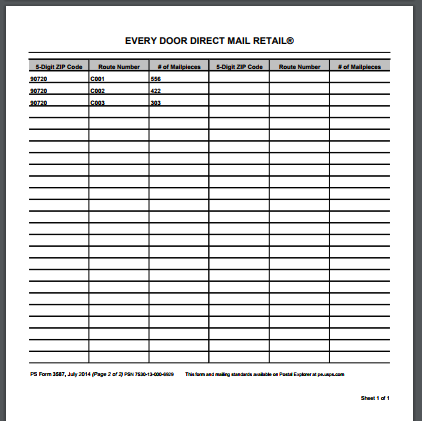 EVERY DOOR DIRECT MAIL RETAIL®
5-Digit ZIP Code Route Number # of Mailpieces 5-Digit ZIP Code Route Number # of Mailpieces
90720 C001 556
90720 C002 422
90720 C003 303
PS Form 3587, July 2014 (Page 2 of 2) PSN 7530-13-000-6929 This form and mailing standards available on Postal Explorer at pe.usps.com
Sheet 1 of 1